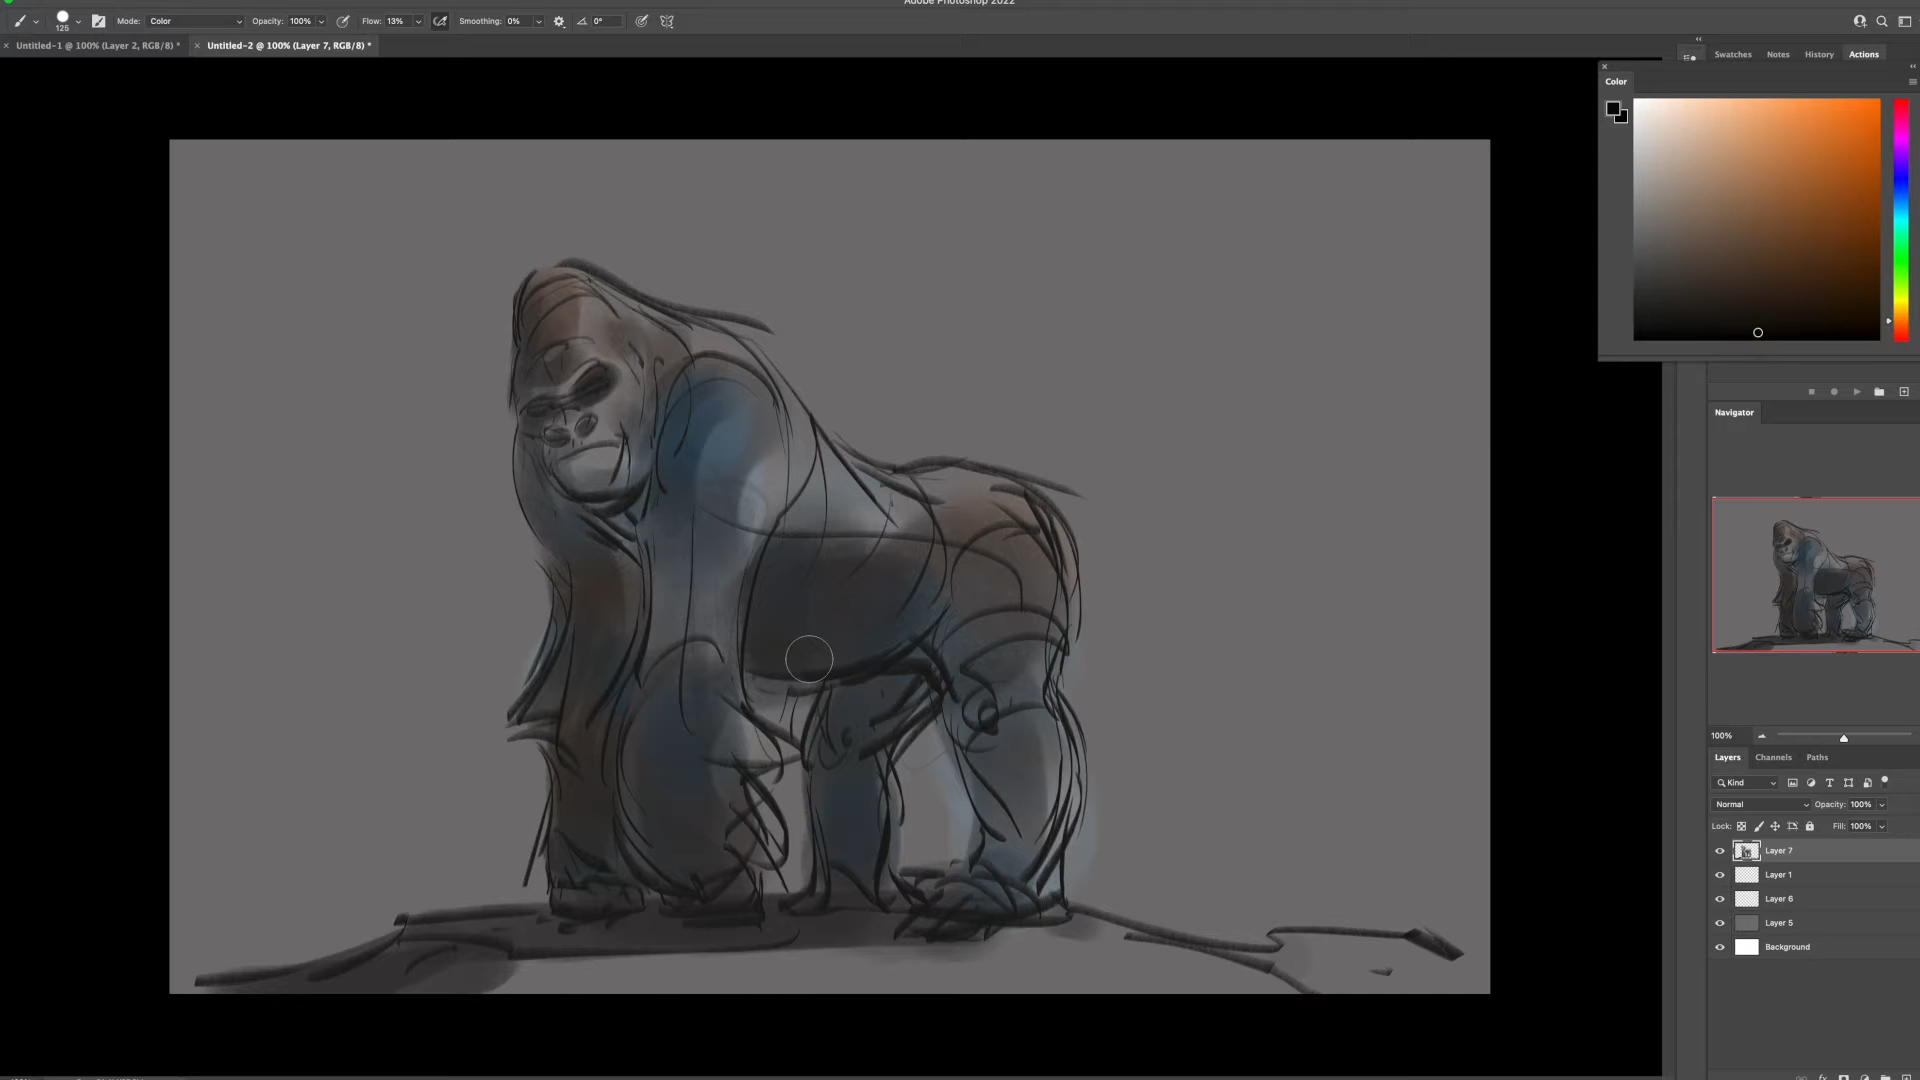 Adobe Photoshop 2022
125 Mode: Color Opacity: 100% Flow: 13% Smoothing: 0% 0°
× Untitled-1 @ 100% (Layer 2, RGB/8) * × Untitled-2 @ 100% (Layer 7, RGB/8) *
Swatches Notes History Actions
Color
Navigator
100%
Layers Channels Paths
Kind
Normal Opacity: 100%
Lock: Fill: 100%
Layer 7
Layer 1
Layer 6
Layer 5
Background
fx